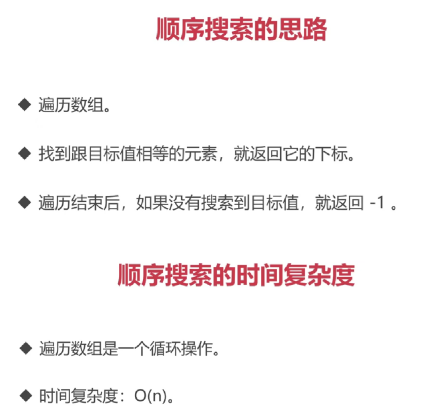 顺序搜索的思路
◆ 遍历数组。
◆ 找到跟目标值相等的元素，就返回它的下标。
◆ 遍历结束后，如果没有搜索到目标值，就返回 -1 。
顺序搜索的时间复杂度
◆ 遍历数组是一个循环操作。
◆ 时间复杂度：O(n)。